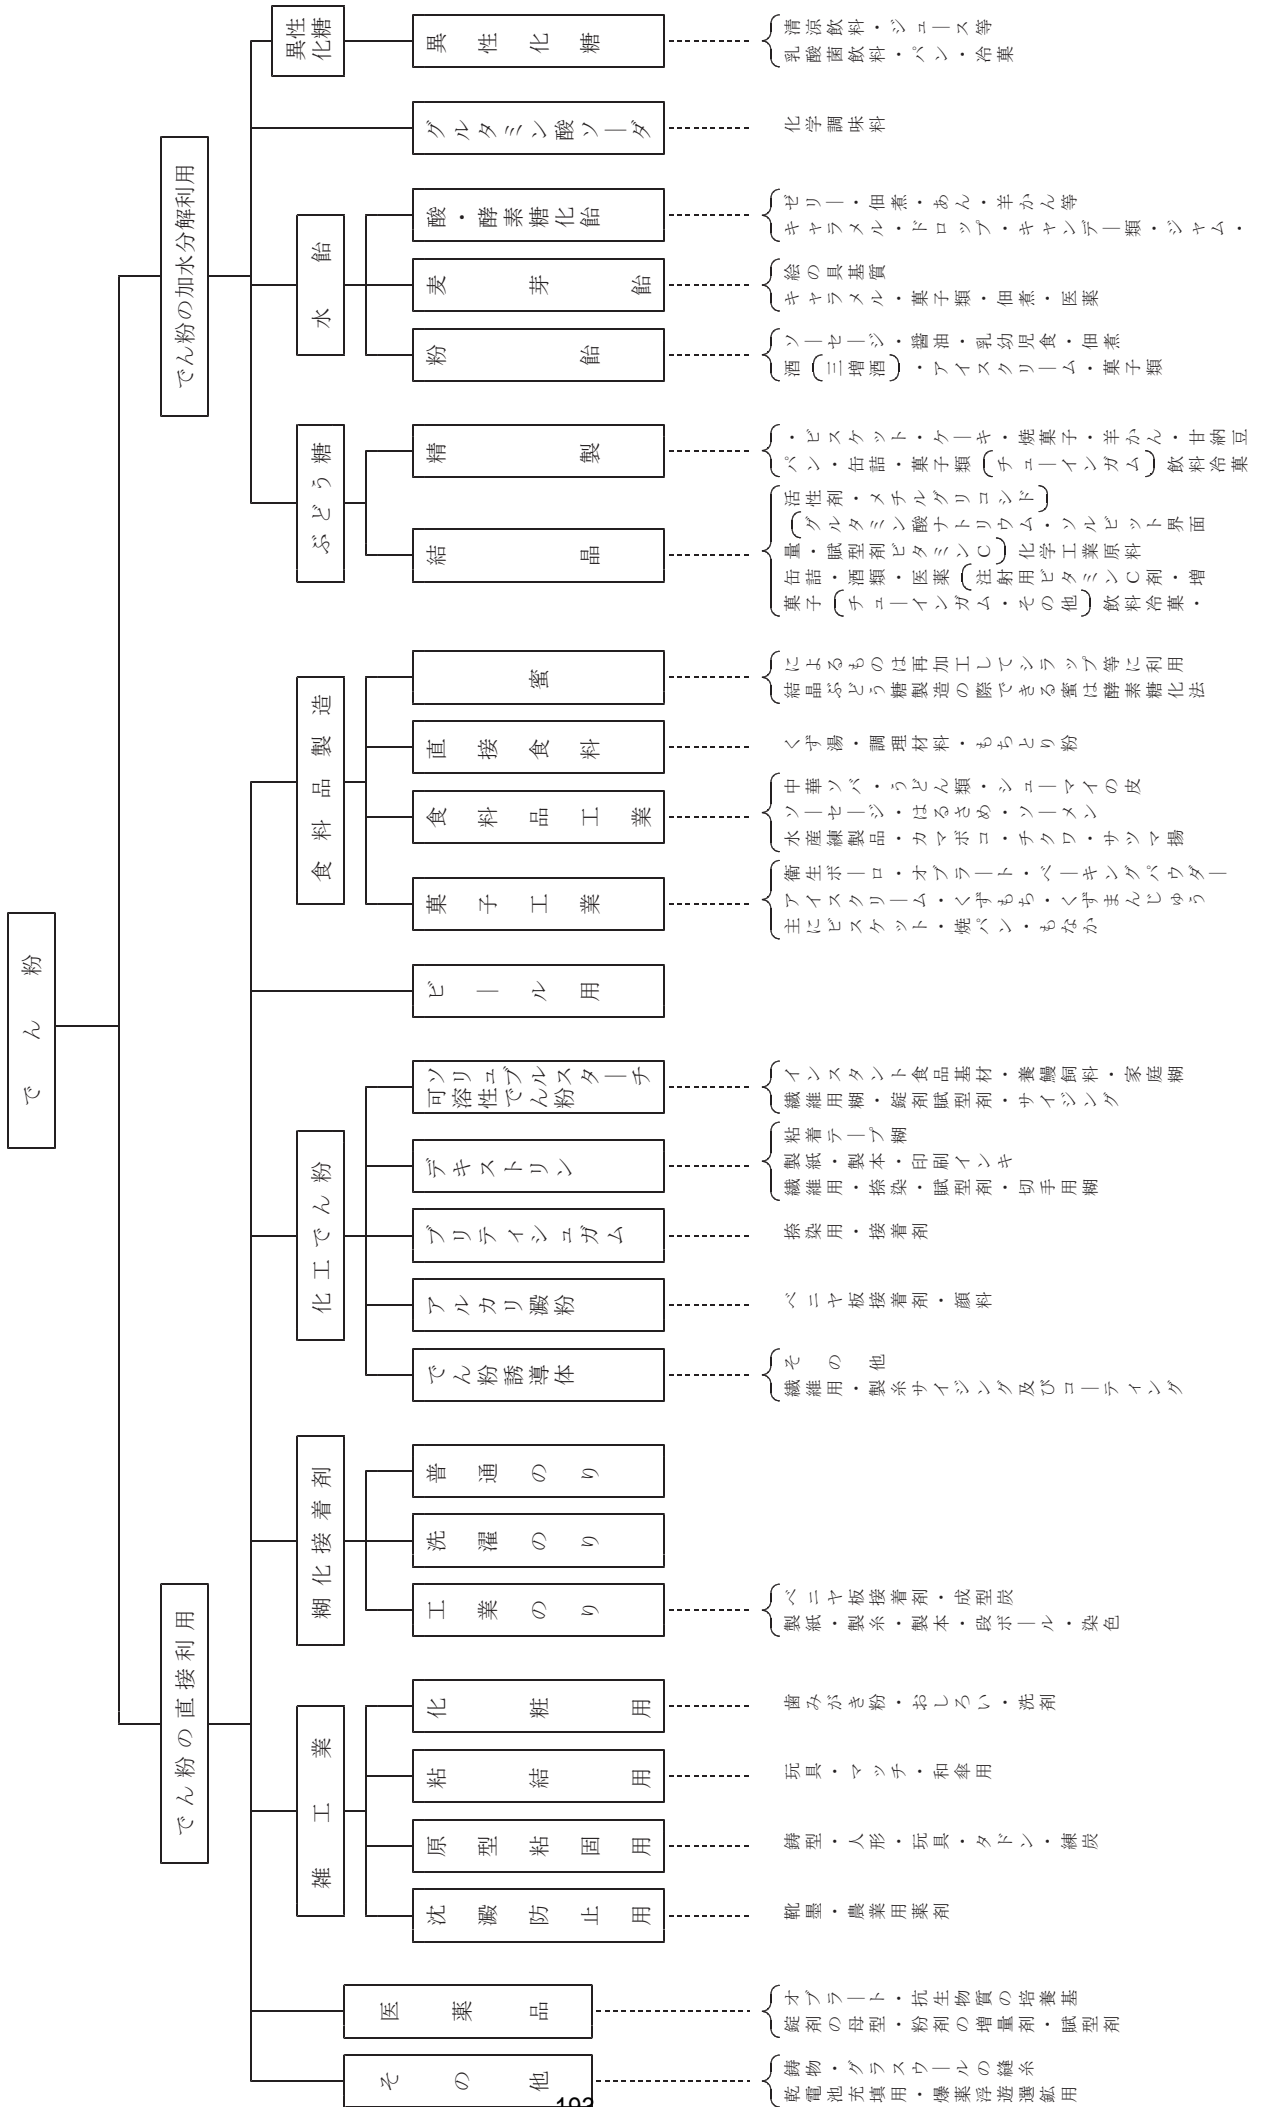 でん粉
でん粉の加水分解利用
異性
化糖
異性化糖
乳酸菌飲料・パン・冷菓
清涼飲料・ジュース等
グルタミン酸ソーダ
化学調味料
水飴
酸・酵素糖化飴
キャラメル・ドロップ・キャンデー類・ジャム・
ゼリー・佃煮・あん・羊かん等
麦芽飴
キャラメル・菓子類・佃煮・医薬
絵の具基質
粉飴
酒(三増酒)・アイスクリーム・菓子類
ソーセージ・醤油・乳幼児食・佃煮
ぶどう糖
精製
パン・缶詰・菓子類(チューインガム)飲料冷菓
・ビスケット・ケーキ・焼菓子・羊かん・甘納豆
結晶
菓子(チューインガム・その他)飲料冷菓・
缶詰・酒類・医薬(注射用ビタミンC剤・増
量・賦型剤ビタミンC)化学工業原料
(グルタミン酸ナトリウム・ソルビット界面
活性剤・メチルグリコシド)
でん粉の直接利用
食料品製造
蜜
結晶ぶどう糖製造の際できる蜜は酵素糖化法
によるものは再加工してシラップ等に利用
直接食料
くず湯・調理材料・もちとり粉
食料品工業
水産練製品・カマボコ・チクワ・サツマ揚
ソーセージ・はるさめ・ソーメン
中華ソバ・うどん類・シューマイの皮
菓子工業
主にビスケット・焼パン・もなか
アイスクリーム・くずもち・くずまんじゅう
衛生ボーロ・オブラート・ベーキングパウダー
ビール用
化工でん粉
可溶性でん粉
ソリュブルスターチ
繊維用糊・錠剤賦型剤・サイジング
インスタント食品基材・養鰻飼料・家庭糊
デキストリン
繊維用・捺染・賦型剤・切手用糊
製紙・製本・印刷インキ
粘着テープ糊
ブリティシュガム
捺染用・接着剤
アルカリ澱粉
ベニヤ板接着剤・顔料
でん粉誘導体
繊維用・製糸サイジング及びコーティング
その他
糊化接着剤
普通のり
洗濯のり
工業のり
製紙・製糸・製本・段ボール・染色
ベニヤ板接着剤・成型炭
雑工業
化粧用
歯みがき粉・おしろい・洗剤
粘結用
玩具・マッチ・和傘用
原型粘固用
鋳型・人形・玩具・タドン・練炭
沈澱防止用
靴墨・農業用薬剤
医薬品
錠剤の母型・粉剤の増量剤・賦型剤
オブラート・抗生物質の培養基
その他
乾電池充填用・爆薬浮遊選鉱用
鋳物・グラスウールの縫糸
193